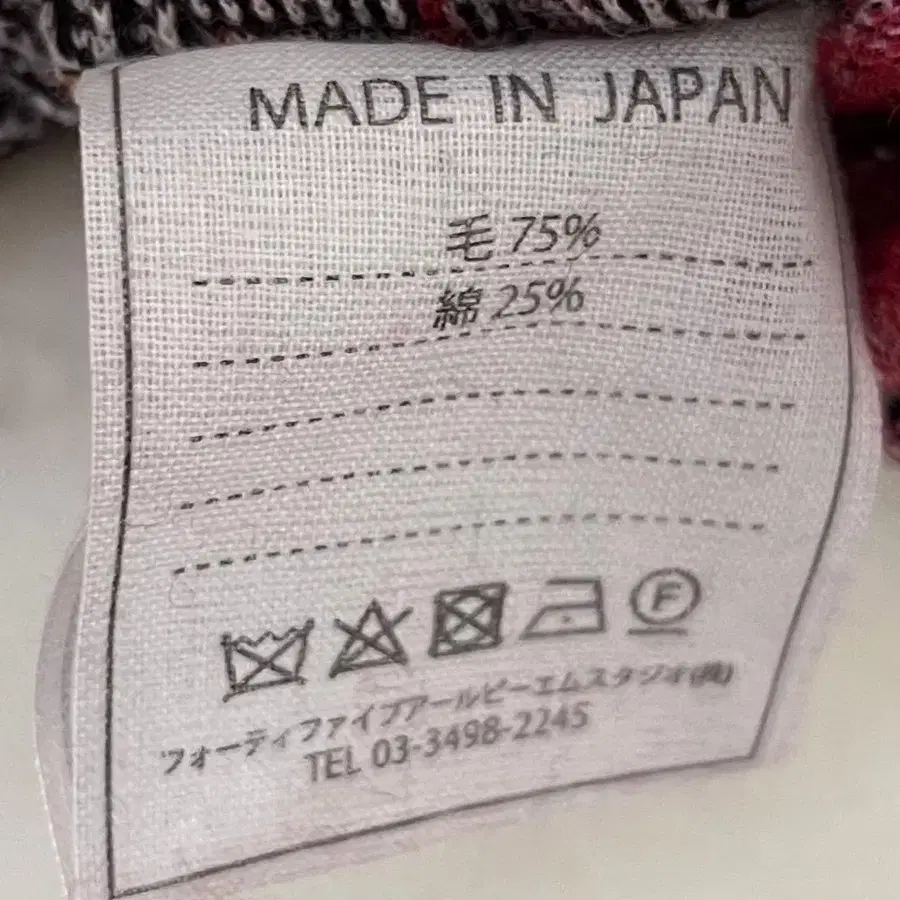 MADE IN JAPAN
毛 75%
綿 25%
F
フォーティファイブアールピーエムスタジオ(株)
TEL 03-3498-2245